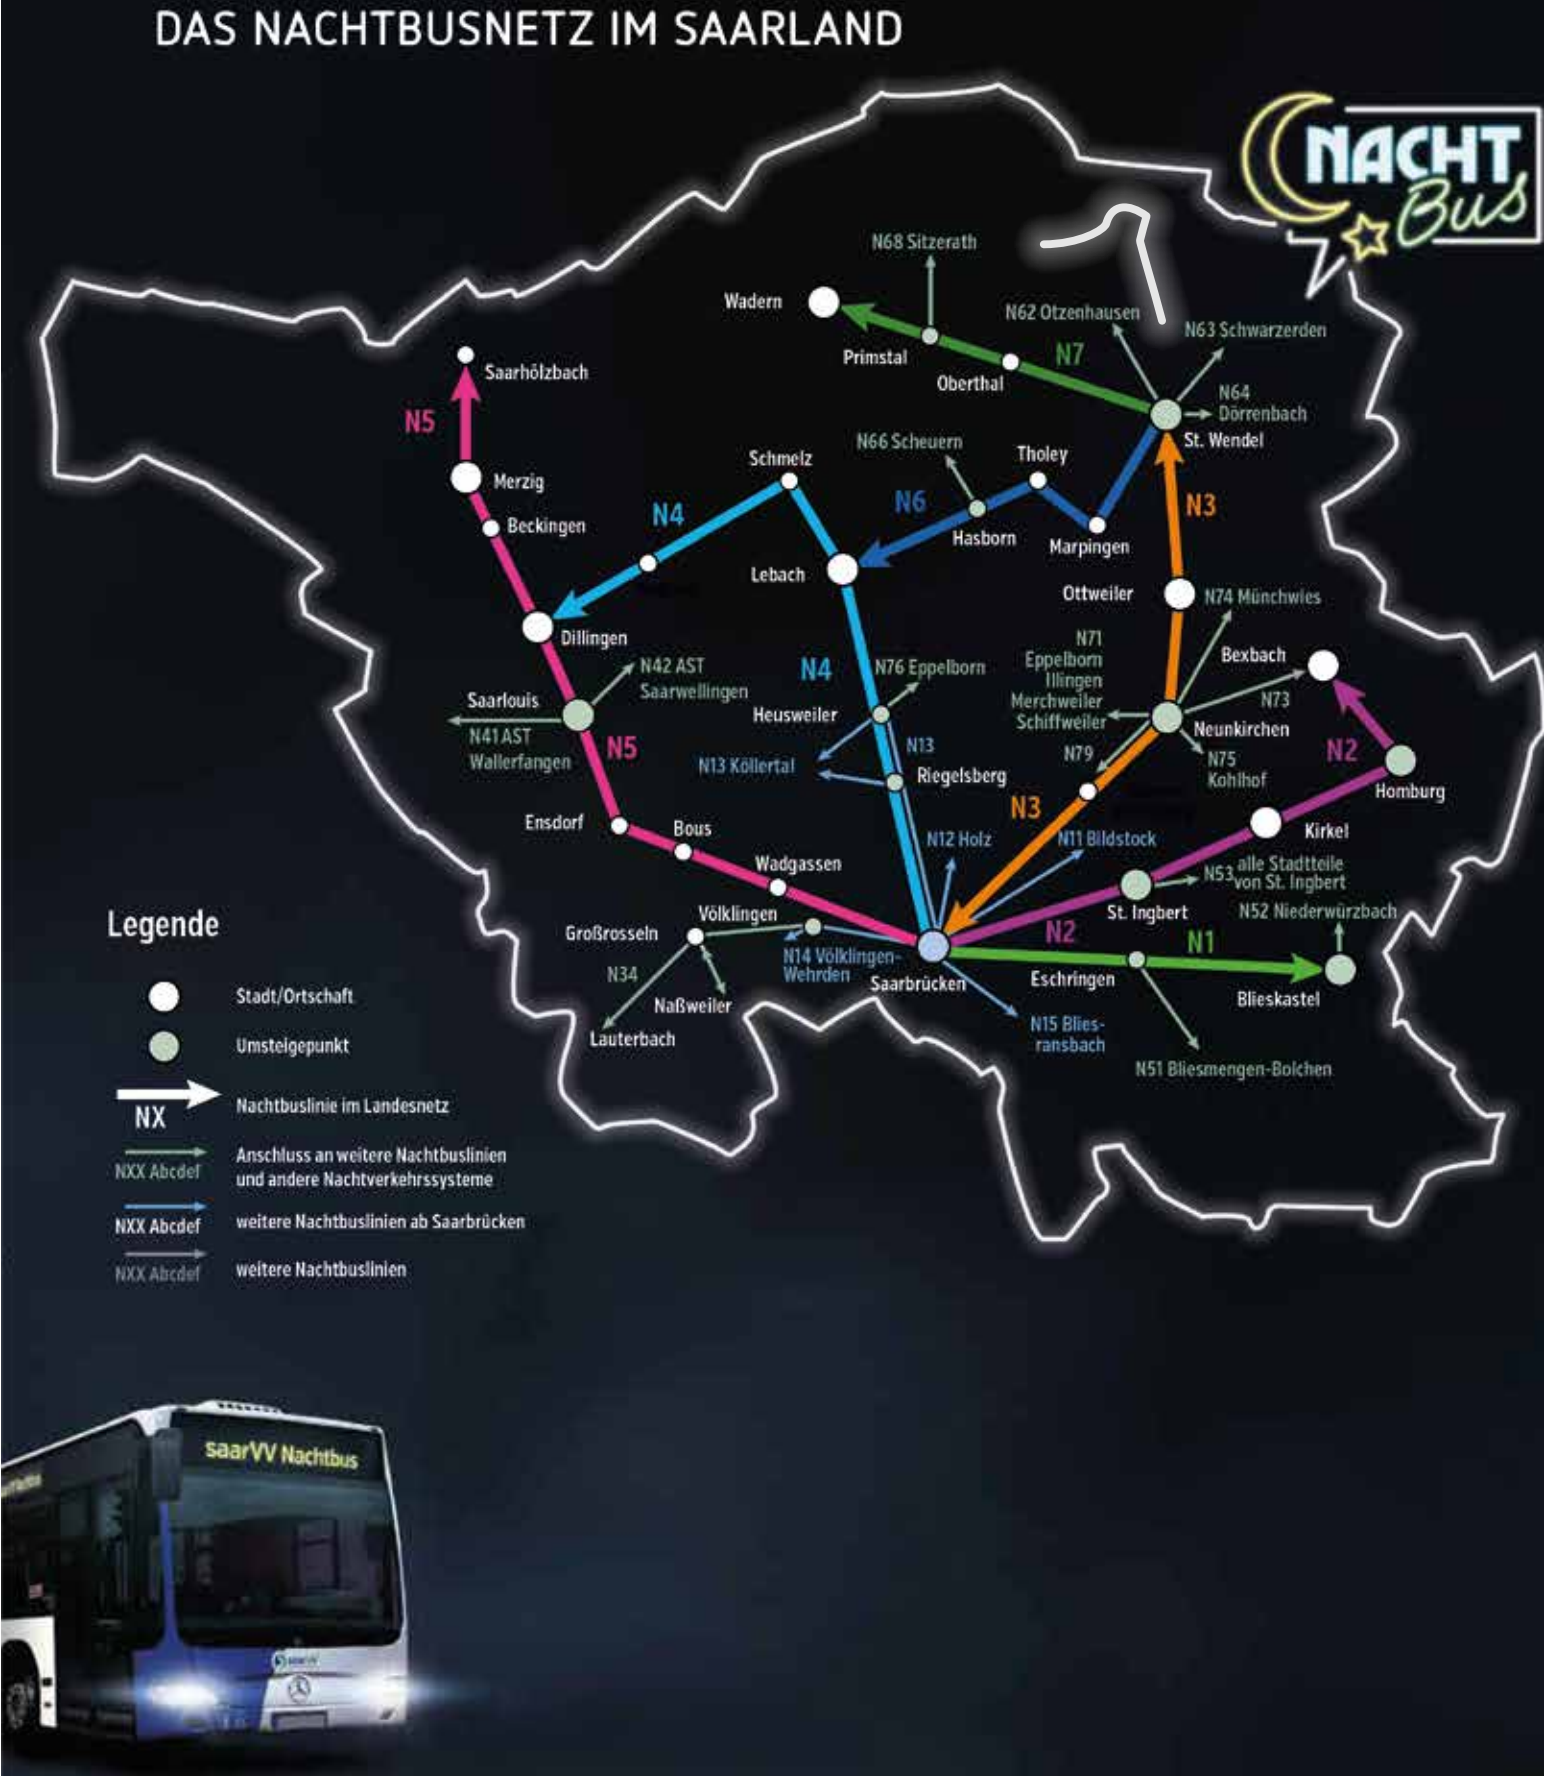 DAS NACHTBUSNETZ IM SAARLAND
NACHT
Bus
N68 Sitzerath
Wadern
N62 Otzenhausen
N63 Schwarzerden
Primstal
N7
Oberthal
Saarhölzbach
N64
Dörrenbach
N5
St. Wendel
N66 Scheuern
Tholey
Schmelz
Merzig
N6
N3
N4
Beckingen
Hasborn
Marpingen
Lebach
Ottweiler
N74 Münchwies
Dillingen
N71
Eppelborn
Illingen
Merchweiler
Schiffweiler
Bexbach
N42 AST
Saarwellingen
N4
N76 Eppelborn
Saarlouis
N73
Heusweiler
Neunkirchen
N41 AST
Wallerfangen
N5
N13
N79
N75
Kohlhof
N2
N13 Köllertal
Riegelsberg
Homburg
N3
Ensdorf
Bous
Kirkel
N12 Holz
N11 Bildstock
Wadgassen
N53 alle Stadtteile
von St. Ingbert
Legende
Völklingen
St. Ingbert
N52 Niederwürzbach
Großrosseln
N2
N1
N14 Völklingen-
Wehrden
N34
Saarbrücken
Eschringen
Blieskastel
Stadt/Ortschaft
Naßweiler
Lauterbach
N15 Blies-
ransbach
Umsteigepunkt
N51 Bliesmengen-Bolchen
NX
Nachtbuslinie im Landesnetz
NXX Abcdef
Anschluss an weitere Nachtbuslinien
und andere Nachtverkehrssysteme
NXX Abcdef
weitere Nachtbuslinien ab Saarbrücken
NXX Abcdef
weitere Nachtbuslinien
saarVV Nachtbus